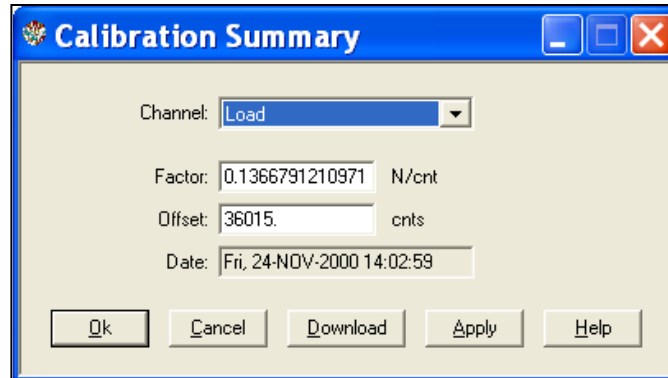 Calibration Summary
Channel: Load
Factor: 0.1366791210971 N/cnt
Offset: 36015. cnts
Date: Fri, 24-NOV-2000 14:02:59
Ok Cancel Download Apply Help